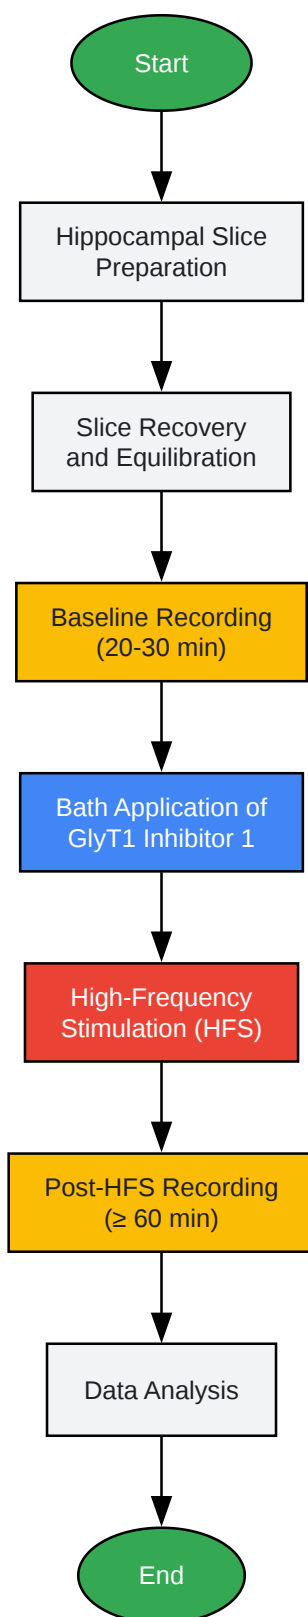 Start
Hippocampal Slice
Preparation
Slice Recovery
and Equilibration
Baseline Recording
(20-30 min)
Bath Application of
GlyT1 Inhibitor 1
High-Frequency
Stimulation (HFS)
Post-HFS Recording
(≥ 60 min)
Data Analysis
End